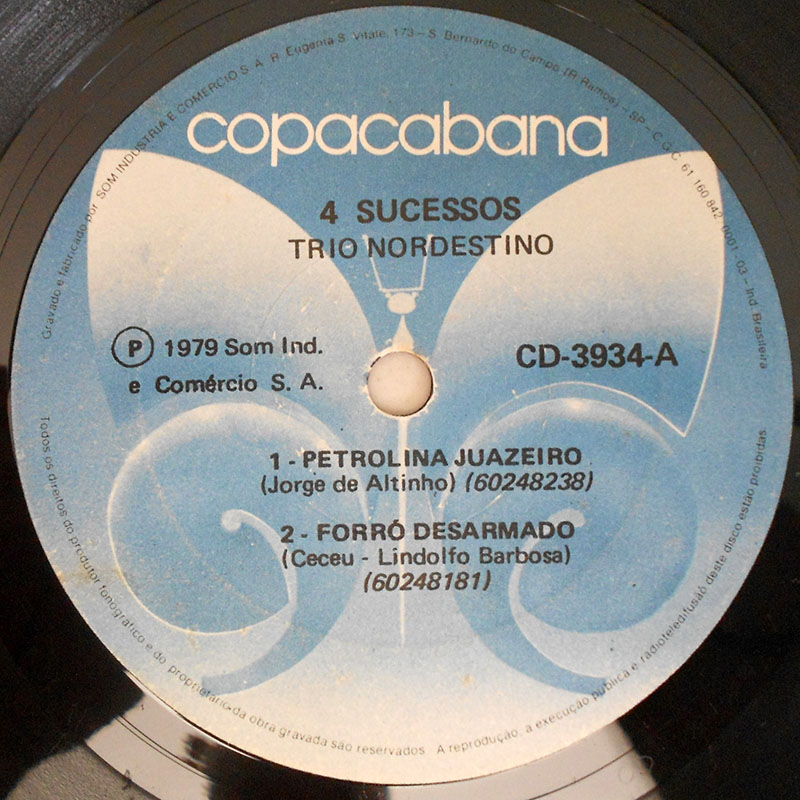 Gravado e fabricado por SOM INDUSTRIA E COMERCIO S. A. R. Eugenia S. Vitale, 173 - S. Bernardo do Campo (R. Ramos) - SP - C.G.C. 61 160 842 0001 - 03 - Ind. Brasileira
copacabana
4 SUCESSOS
TRIO NORDESTINO
P 1979 Som Ind.
e Comércio S. A.
CD-3934-A
1 - PETROLINA JUAZEIRO
(Jorge de Altinho) (60248238)
2 - FORRÓ DESARMADO
(Ceceu - Lindolfo Barbosa)
(60248181)
Todos os direitos do produtor fonográfico e do proprietário da obra gravada são reservados. A reprodução, a execução pública e radioteledifusão deste disco estão proibidas